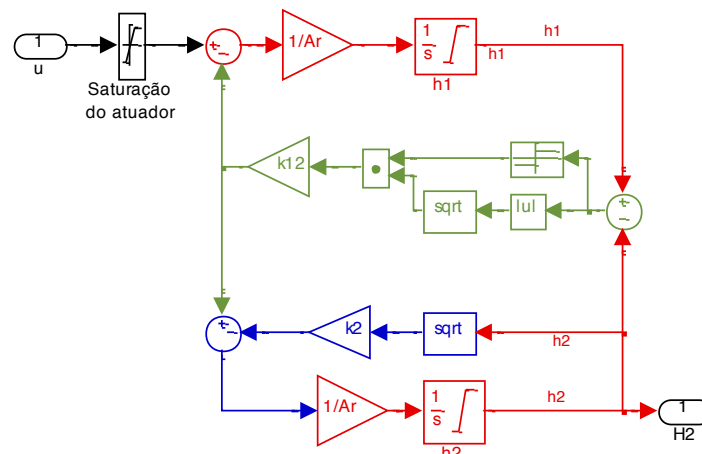 1
u
Saturação
do atuador
1/Ar
1
s
h1
h1
h1
k12
sqrt
|u|
k2
sqrt
h2
1/Ar
1
s
h2
h2
1
H2